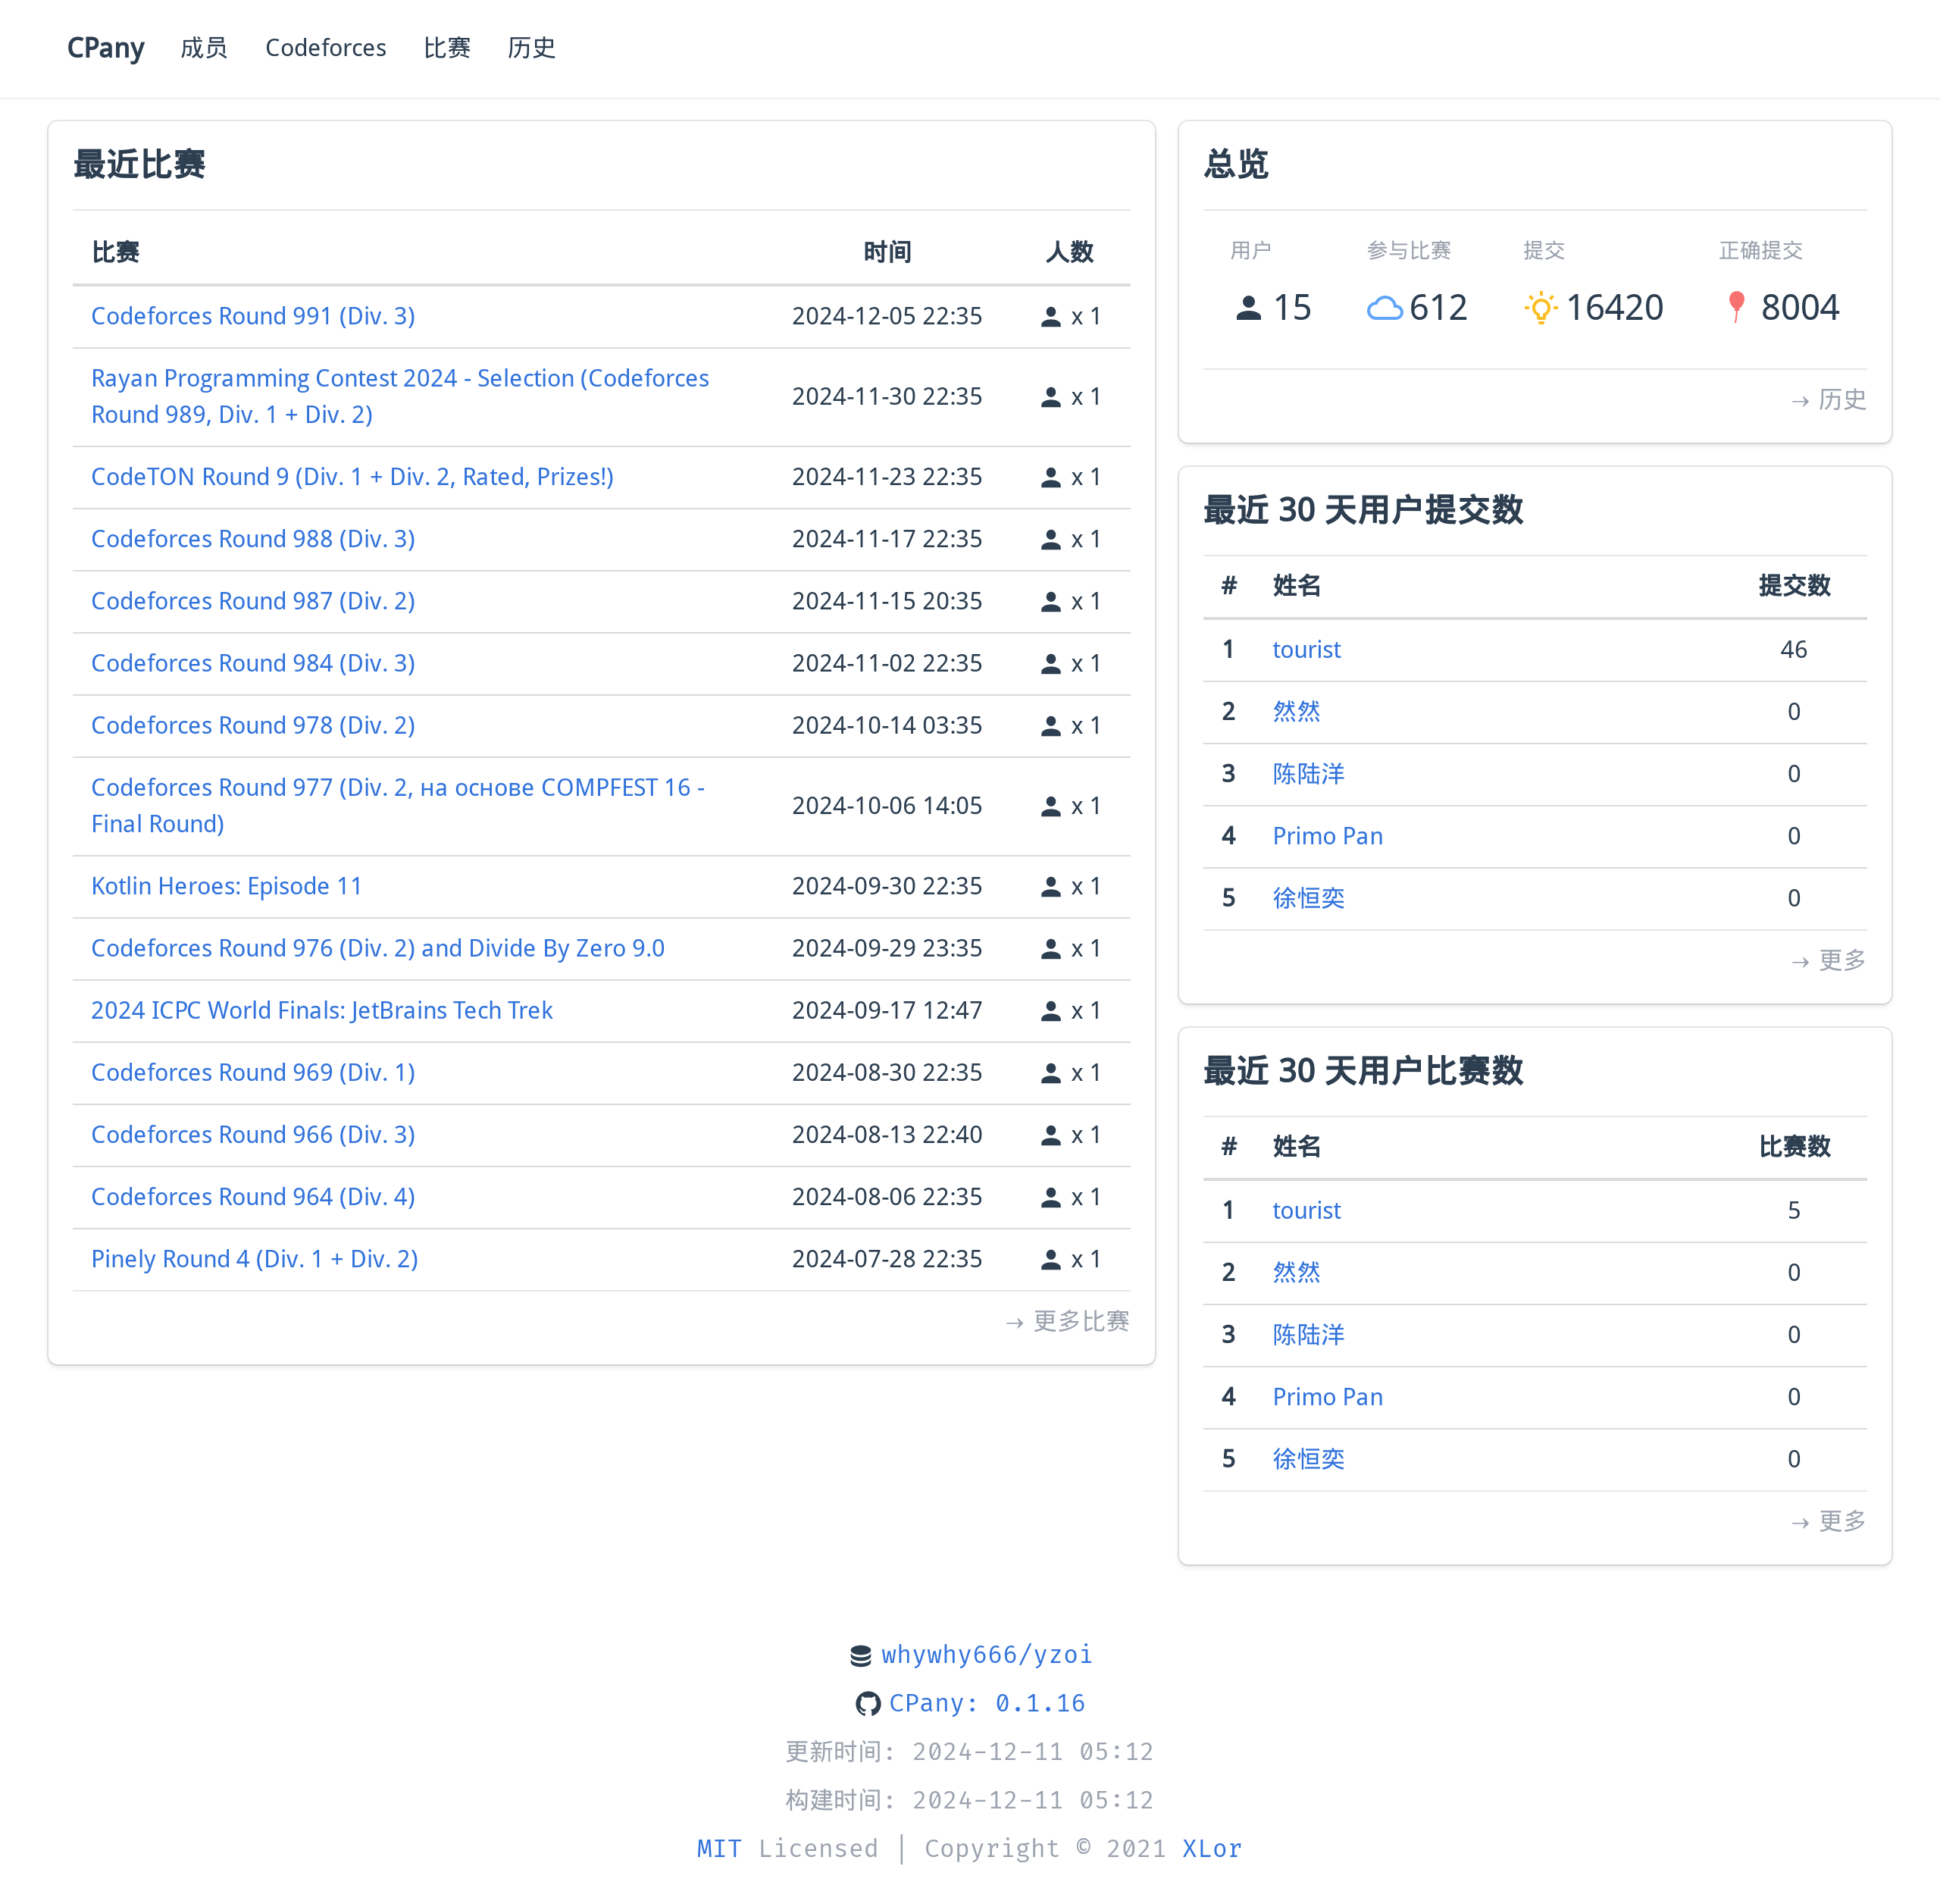 CPany 成员 Codeforces 比赛 历史
最近比赛
比赛 时间 人数
Codeforces Round 991 (Div. 3) 2024-12-05 22:35 x 1
Rayan Programming Contest 2024 - Selection (Codeforces
Round 989, Div. 1 + Div. 2) 2024-11-30 22:35 x 1
CodeTON Round 9 (Div. 1 + Div. 2, Rated, Prizes!) 2024-11-23 22:35 x 1
Codeforces Round 988 (Div. 3) 2024-11-17 22:35 x 1
Codeforces Round 987 (Div. 2) 2024-11-15 20:35 x 1
Codeforces Round 984 (Div. 3) 2024-11-02 22:35 x 1
Codeforces Round 978 (Div. 2) 2024-10-14 03:35 x 1
Codeforces Round 977 (Div. 2, на основе COMPFEST 16 -
Final Round) 2024-10-06 14:05 x 1
Kotlin Heroes: Episode 11 2024-09-30 22:35 x 1
Codeforces Round 976 (Div. 2) and Divide By Zero 9.0 2024-09-29 23:35 x 1
2024 ICPC World Finals: JetBrains Tech Trek 2024-09-17 12:47 x 1
Codeforces Round 969 (Div. 1) 2024-08-30 22:35 x 1
Codeforces Round 966 (Div. 3) 2024-08-13 22:40 x 1
Codeforces Round 964 (Div. 4) 2024-08-06 22:35 x 1
Pinely Round 4 (Div. 1 + Div. 2) 2024-07-28 22:35 x 1
→ 更多比赛
总览
用户 参与比赛 提交 正确提交
15 612 16420 8004
→ 历史
最近 30 天用户提交数
# 姓名 提交数
1 tourist 46
2 然然 0
3 陈陆洋 0
4 Primo Pan 0
5 徐恒奕 0
→ 更多
最近 30 天用户比赛数
# 姓名 比赛数
1 tourist 5
2 然然 0
3 陈陆洋 0
4 Primo Pan 0
5 徐恒奕 0
→ 更多
whywhy666/yzoi
CPany: 0.1.16
更新时间: 2024-12-11 05:12
构建时间: 2024-12-11 05:12
MIT Licensed | Copyright © 2021 XLor